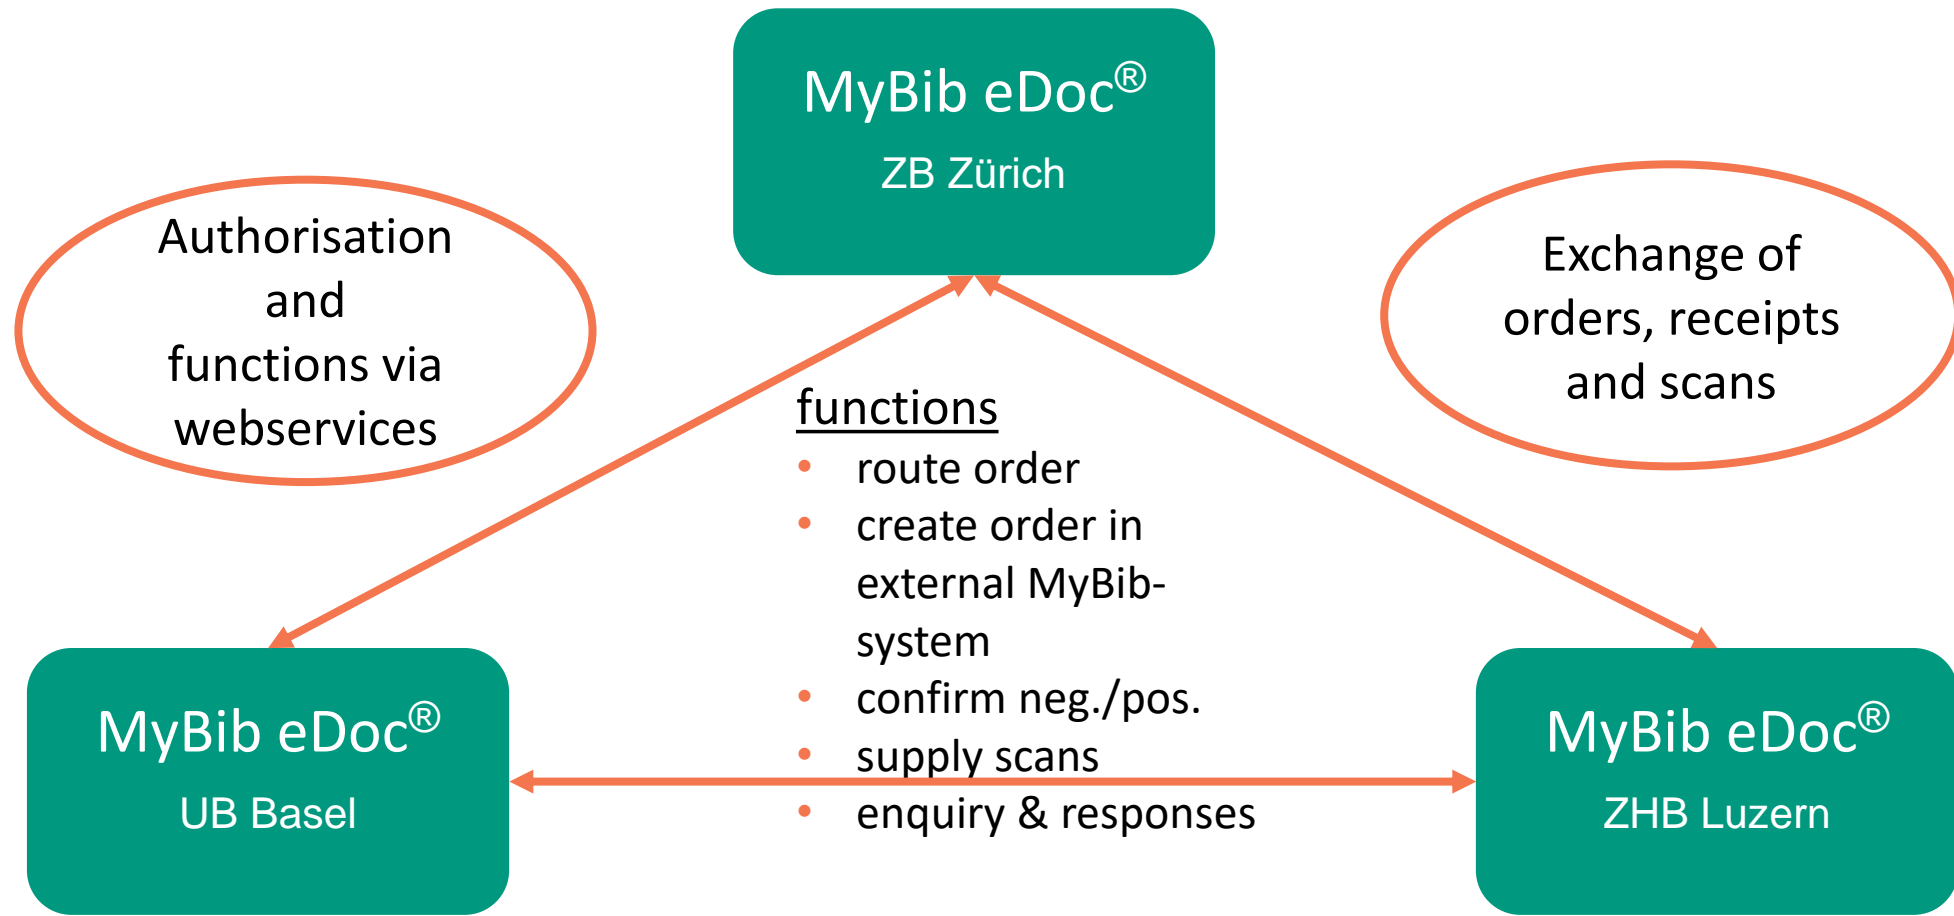 MyBib eDoc®
ZB Zürich
Authorisation
and
functions via
webservices
Exchange of
orders, receipts
and scans
functions
• route order
• create order in
external MyBib-
system
• confirm neg./pos.
• supply scans
• enquiry & responses
MyBib eDoc®
UB Basel
MyBib eDoc®
ZHB Luzern